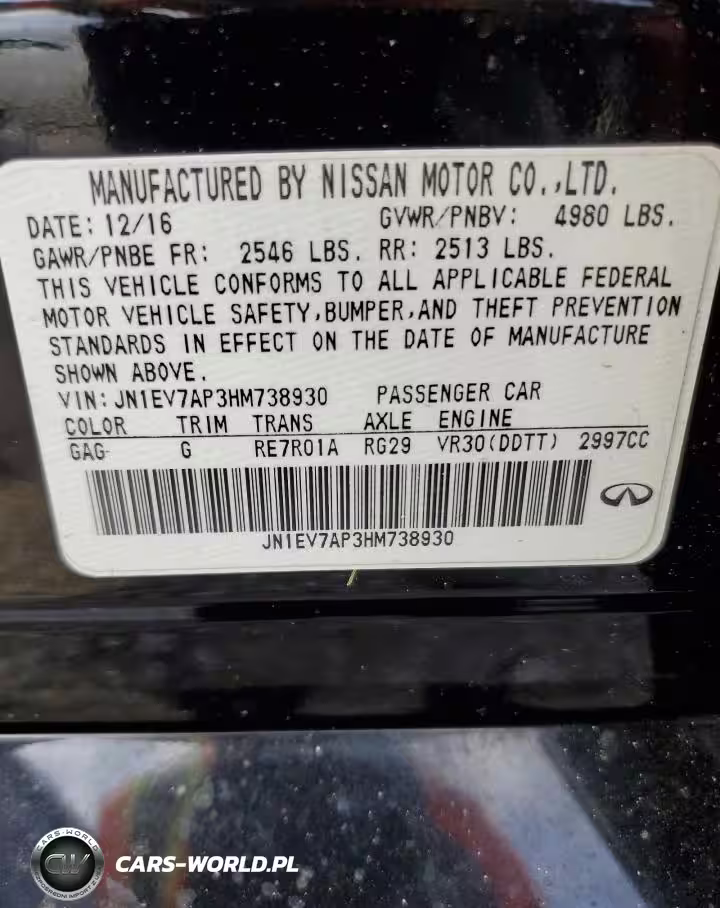 MANUFACTURED BY NISSAN MOTOR CO.,LTD.
DATE: 12/16 GVWR/PNBV: 4980 LBS.
GAWR/PNBE FR: 2546 LBS. RR: 2513 LBS.
THIS VEHICLE CONFORMS TO ALL APPLICABLE FEDERAL
MOTOR VEHICLE SAFETY,BUMPER,AND THEFT PREVENTION
STANDARDS IN EFFECT ON THE DATE OF MANUFACTURE
SHOWN ABOVE.
VIN: JN1EV7AP3HM738930 PASSENGER CAR
COLOR TRIM TRANS AXLE ENGINE
GAG G RE7R01A RG29 VR30(DDTT) 2997CC
JN1EV7AP3HM738930
CARS-WORLD
CW
CARS-WORLD.PL